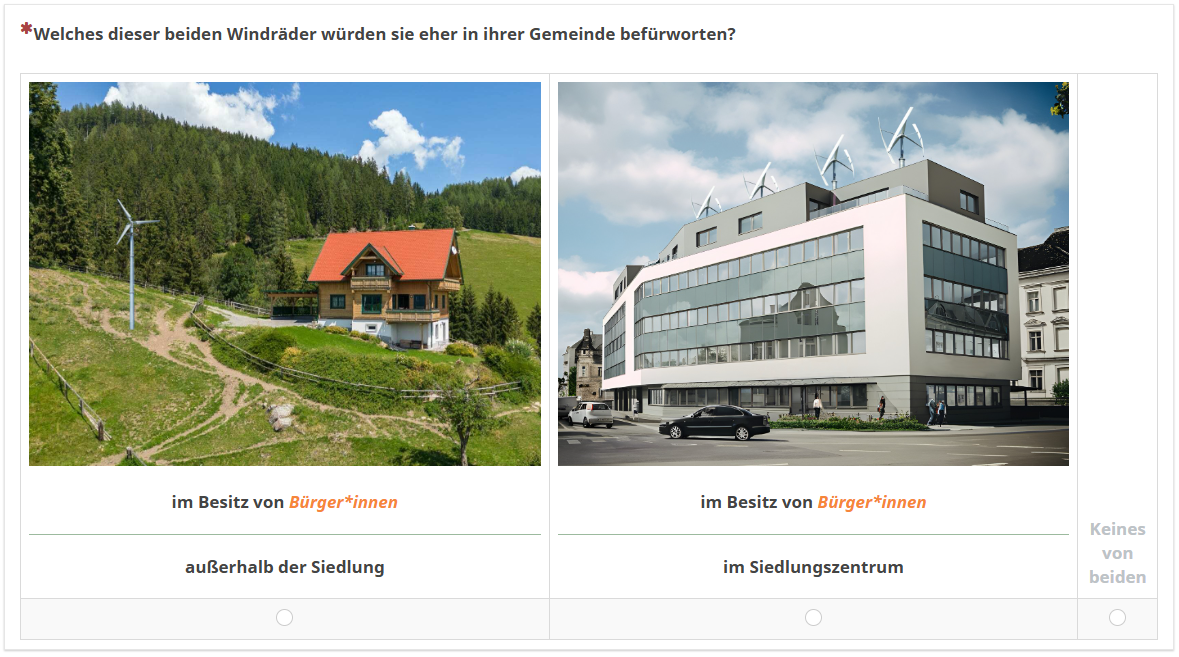 *Welches dieser beiden Windräder würden sie eher in ihrer Gemeinde befürworten?
im Besitz von Bürger*innen
außerhalb der Siedlung
im Besitz von Bürger*innen
im Siedlungszentrum
Keines
von
beiden